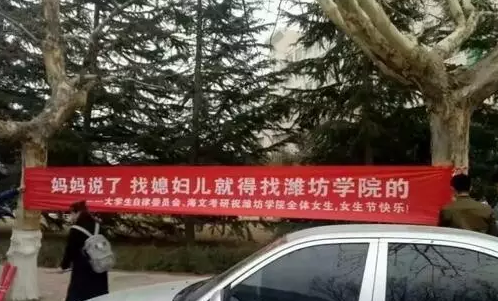 妈妈说了 找媳妇儿就得找潍坊学院的
——大学生自律委员会、海文考研祝潍坊学院全体女生,女生节快乐!